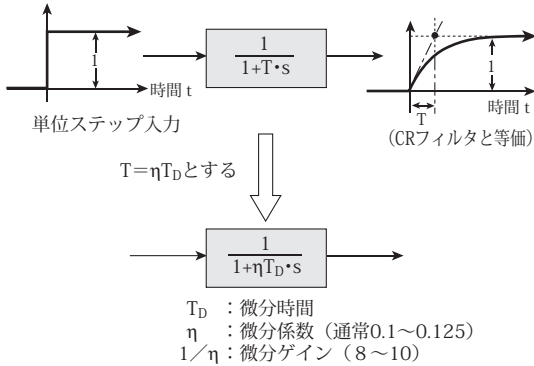 1
時間 t
単位ステップ入力
1
1+T·s
1
T
時間 t
(CRフィルタと等価)
T=ηTDとする
1
1+ηTD·s
TD :微分時間
η :微分係数(通常0.1〜0.125)
1/η:微分ゲイン(8〜10)